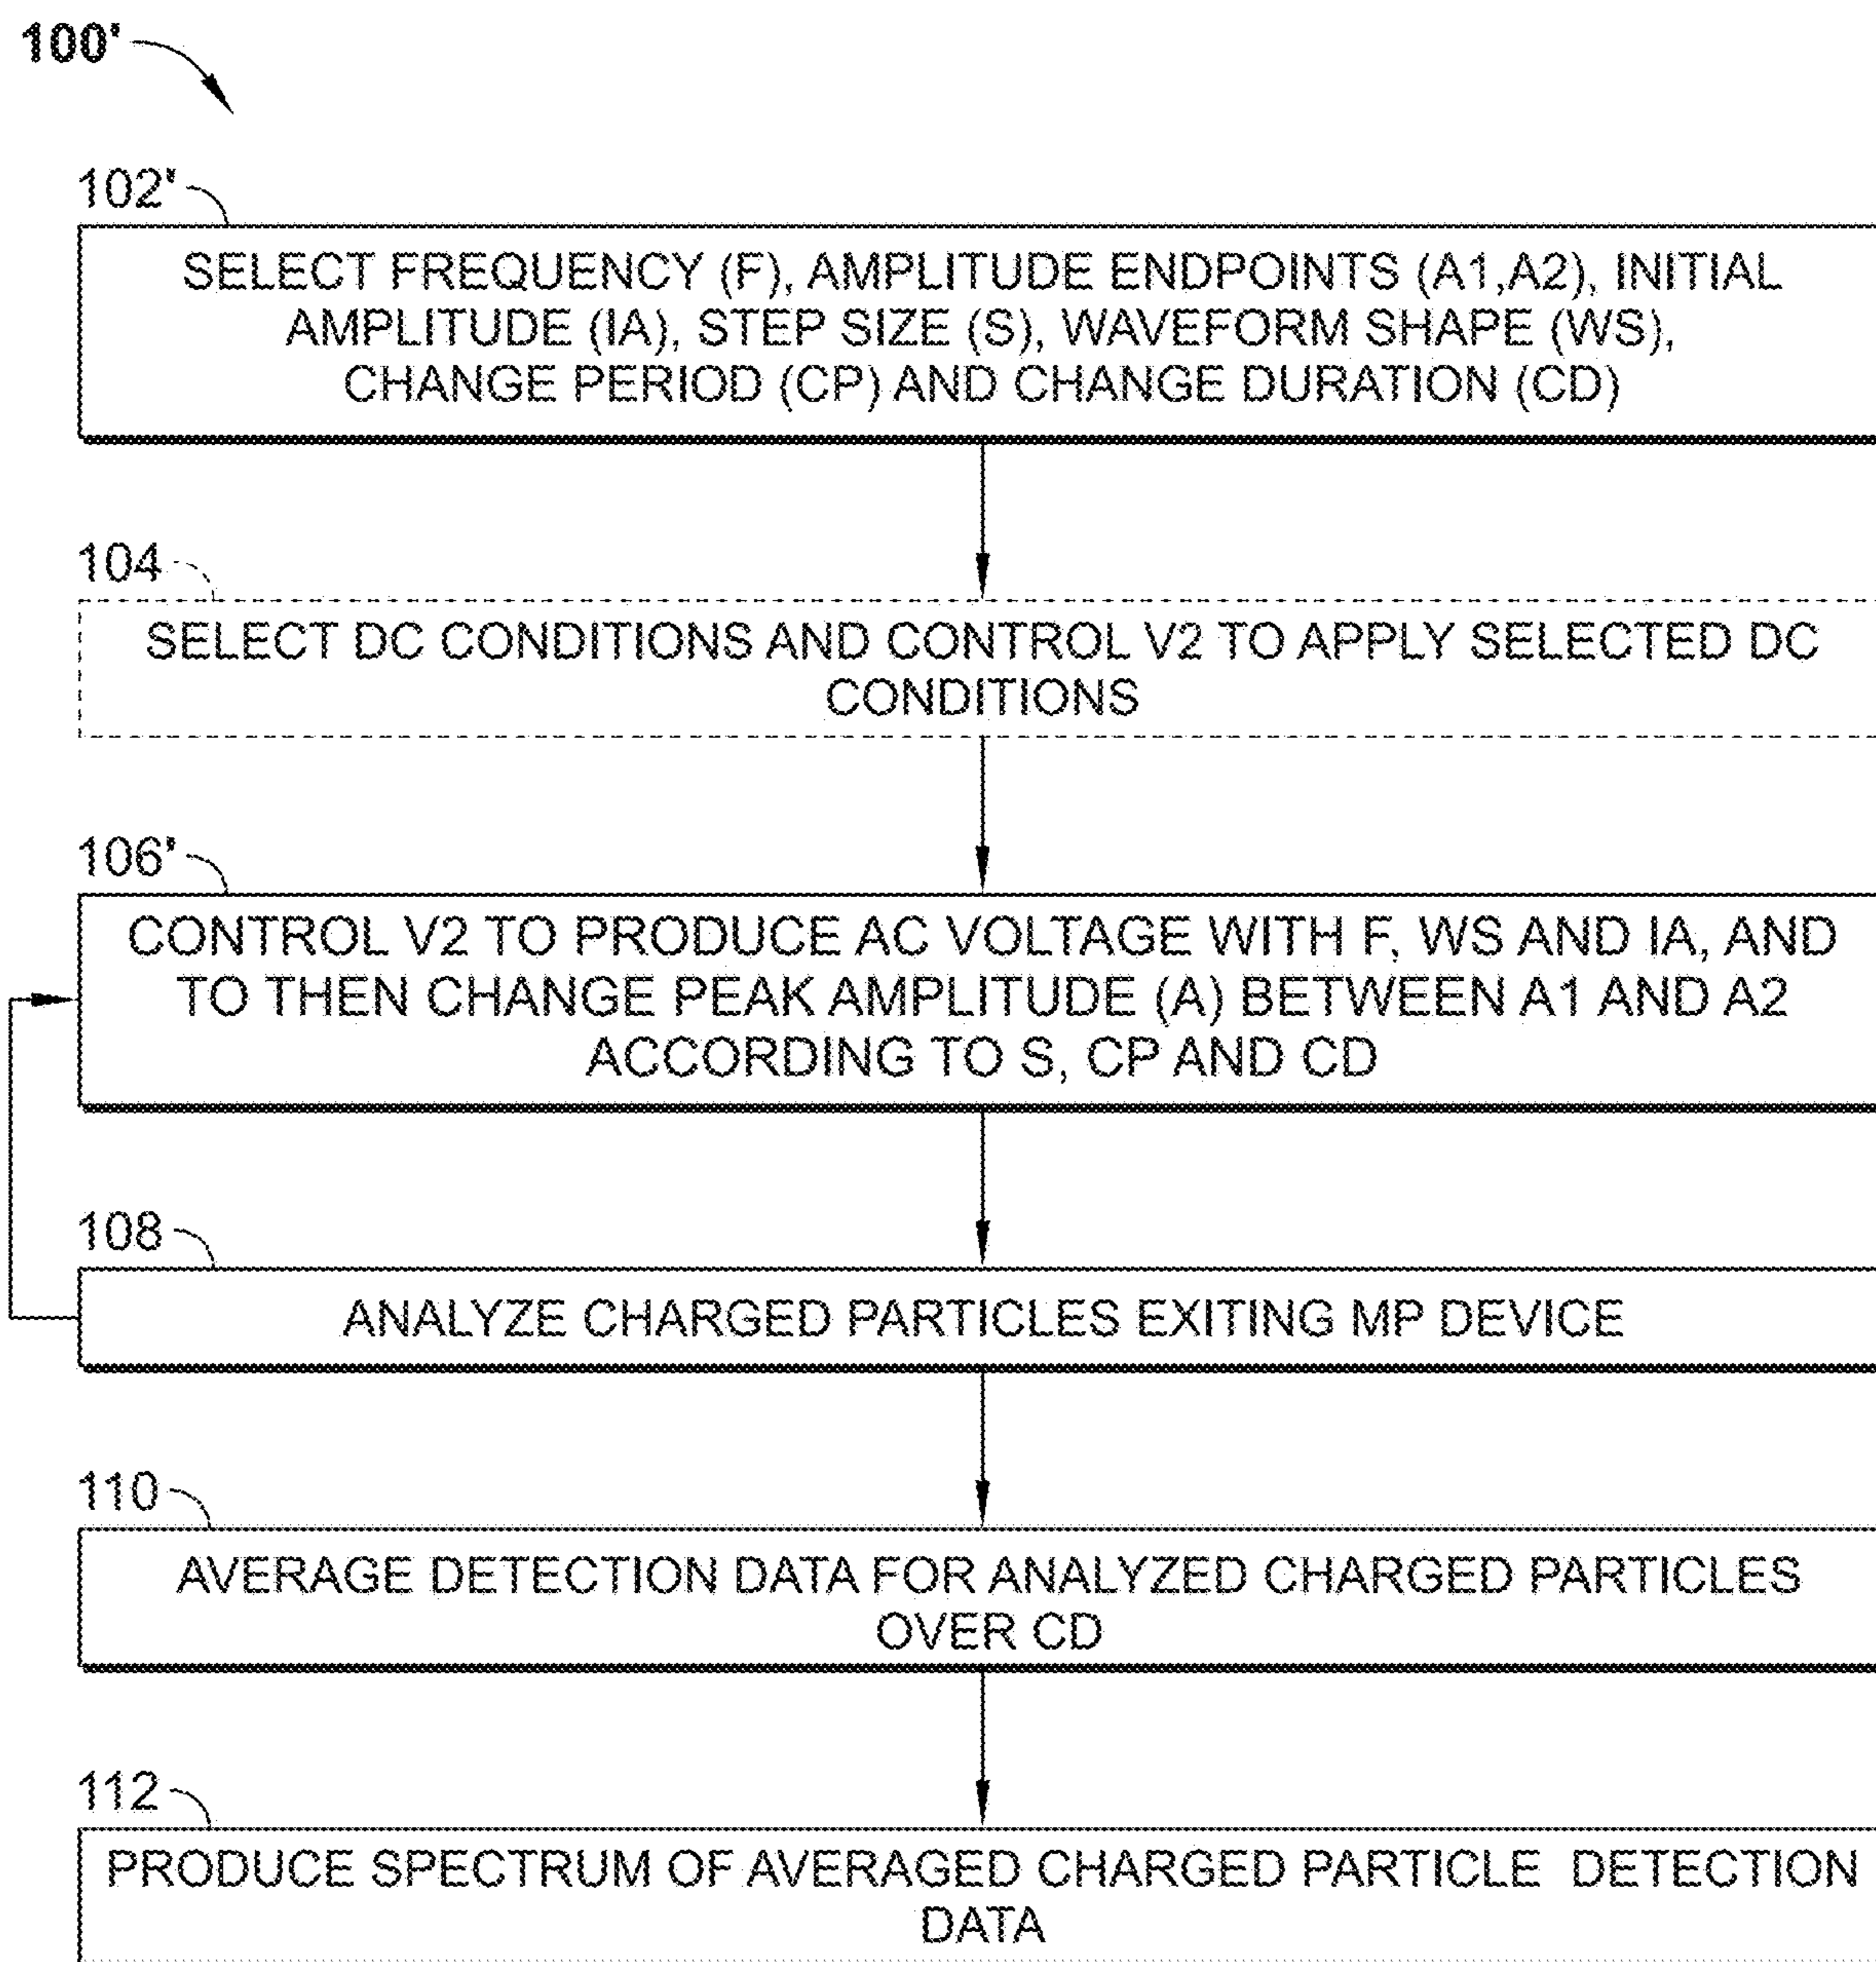 100'
102'
SELECT FREQUENCY (F), AMPLITUDE ENDPOINTS (A1,A2), INITIAL
AMPLITUDE (IA), STEP SIZE (S), WAVEFORM SHAPE (WS),
CHANGE PERIOD (CP) AND CHANGE DURATION (CD)
104
SELECT DC CONDITIONS AND CONTROL V2 TO APPLY SELECTED DC
CONDITIONS
106'
CONTROL V2 TO PRODUCE AC VOLTAGE WITH F, WS AND IA, AND
TO THEN CHANGE PEAK AMPLITUDE (A) BETWEEN A1 AND A2
ACCORDING TO S, CP AND CD
108
ANALYZE CHARGED PARTICLES EXITING MP DEVICE
110
AVERAGE DETECTION DATA FOR ANALYZED CHARGED PARTICLES
OVER CD
112
PRODUCE SPECTRUM OF AVERAGED CHARGED PARTICLE DETECTION
DATA